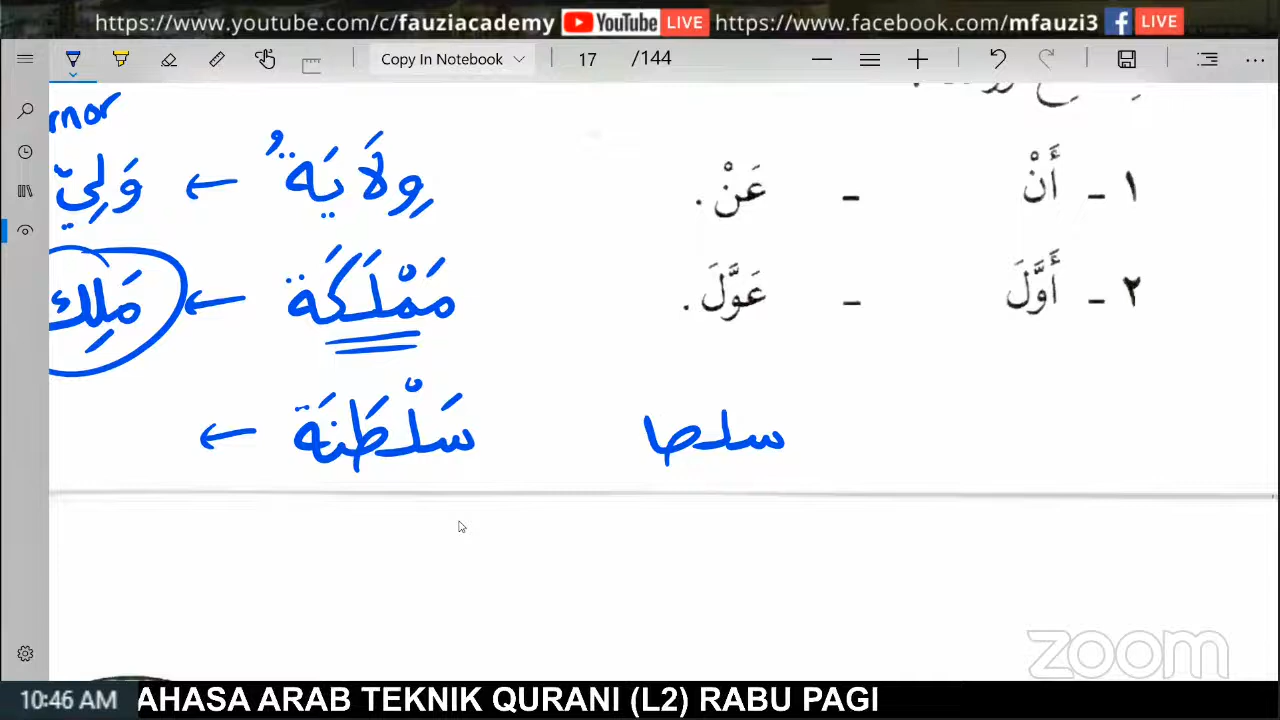 https://www.youtube.com/c/fauziacademy YouTube LIVE https://www.facebook.com/mfauzi3 f LIVE
Copy In Notebook 17 /144
rnor
وِلَايَةٌ ← وَلِيّ
١ - أَنْ - عَنْ .
مَمْلَكَة ← مَلِك
٢ - أَوَّلَ - عَوَّلَ .
سَلْطَنَة ←
سلصا
zoom
10:46 AM AHASA ARAB TEKNIK QURANI (L2) RABU PAGI